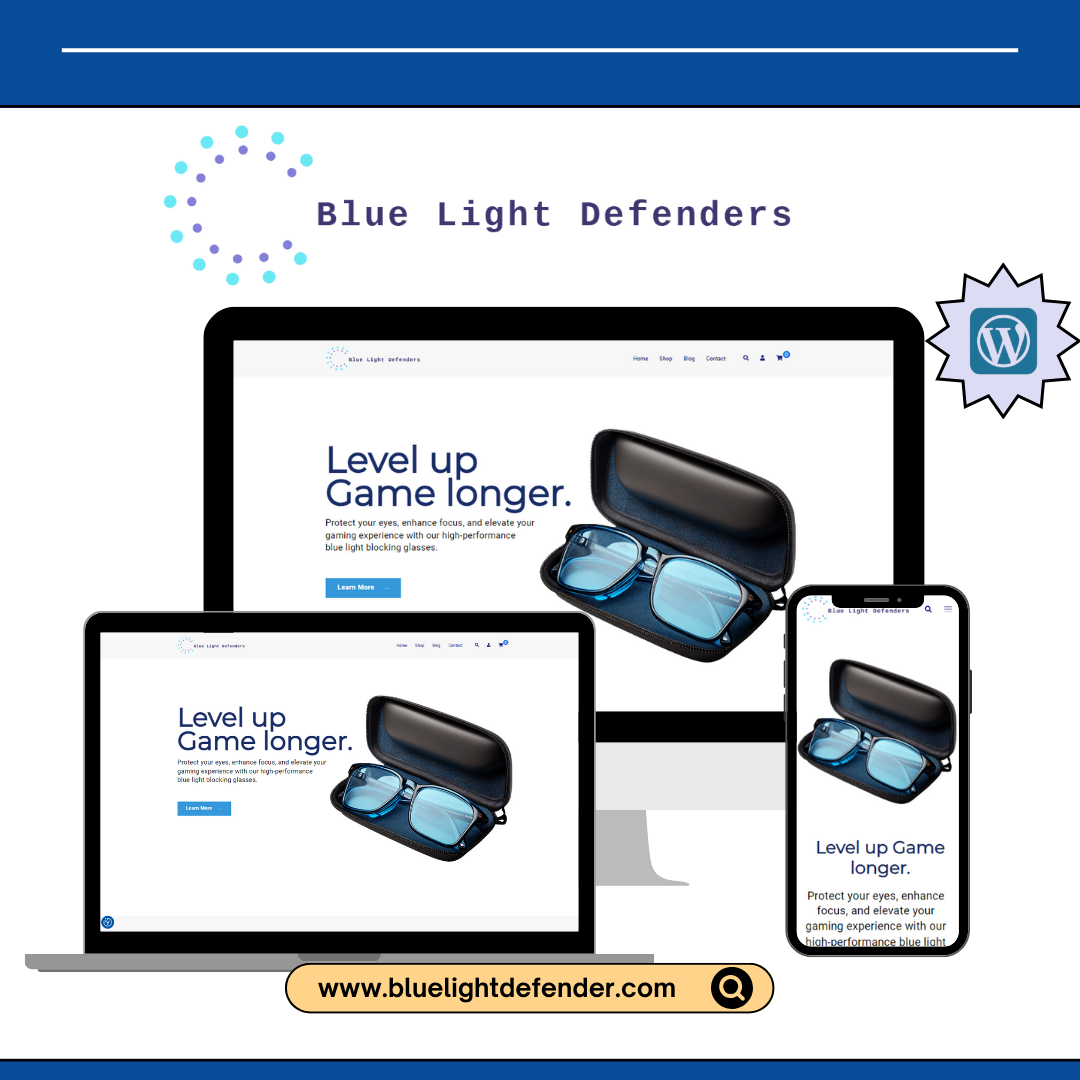 Blue Light Defenders
Blue Light Defenders
Home Shop Blog Contact
0
Level up
Game longer.
Protect your eyes, enhance focus, and elevate your
gaming experience with our high-performance
blue light blocking glasses.
Learn More
Blue Light Defenders
Home Shop Blog Contact
0
Level up
Game longer.
Protect your eyes, enhance focus, and elevate your
gaming experience with our high-performance
blue light blocking glasses.
Learn More
Blue Light Defenders
Level up Game
longer.
Protect your eyes, enhance
focus, and elevate your
gaming experience with our
high-performance blue light
www.bluelightdefender.com